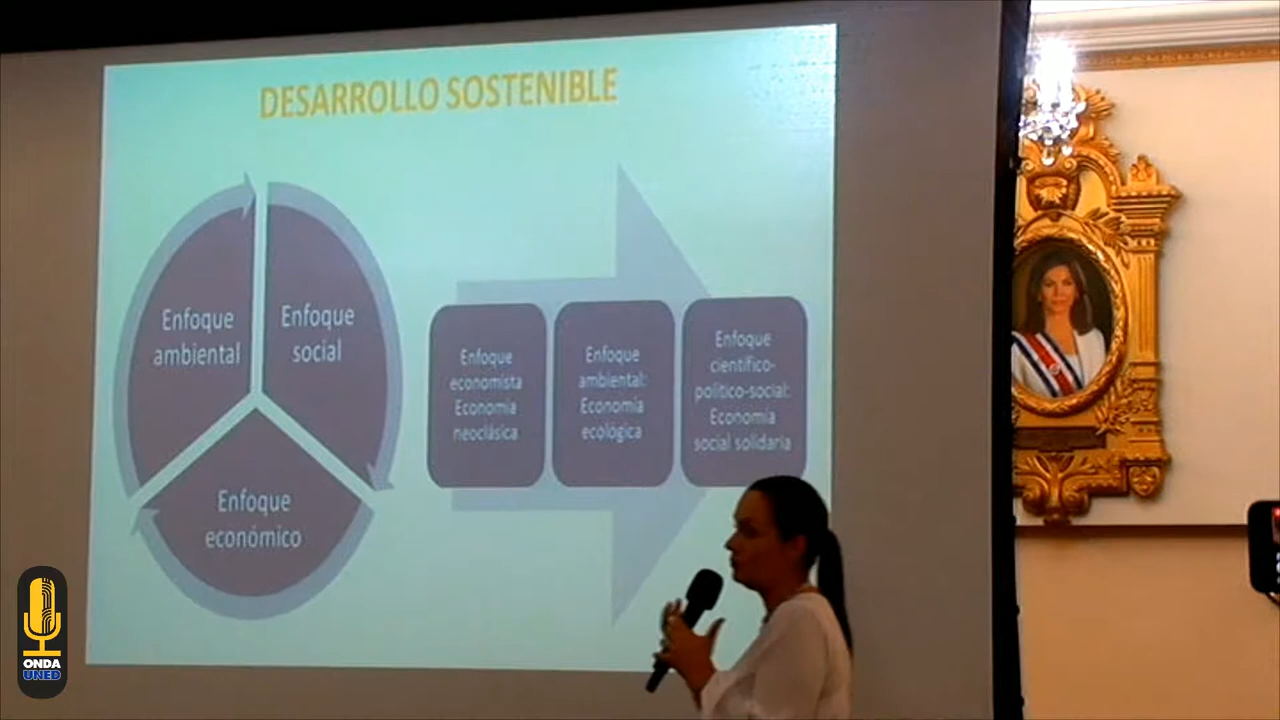 DESARROLLO SOSTENIBLE
Enfoque
ambiental
Enfoque
social
Enfoque
económico
Enfoque
economista
Economia
neoclásica
Enfoque
ambiental:
Economía
ecológica
Enfoque
científico-
político-social:
Economía
social solidaria
ONDA
UNED